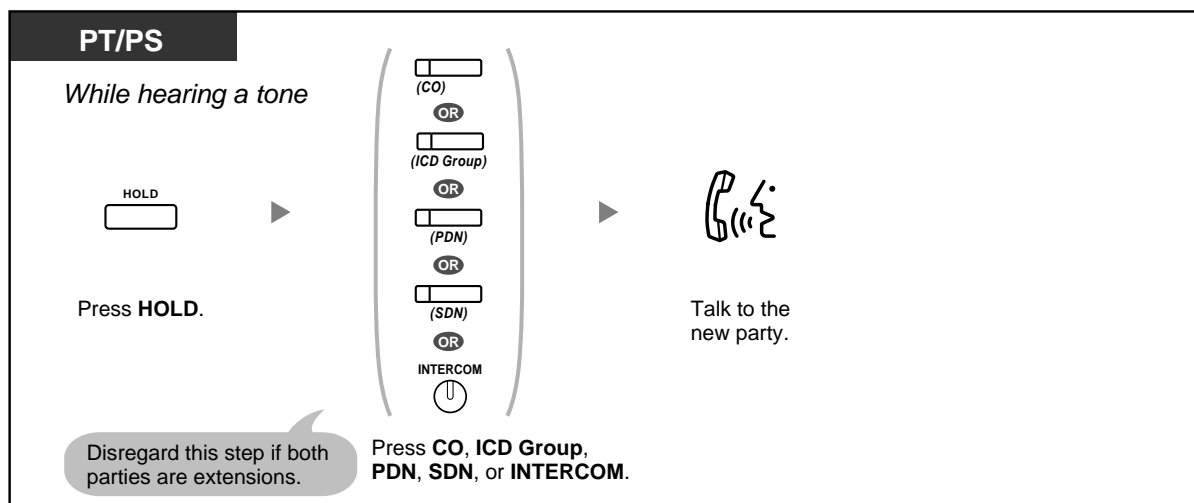 PT/PS
While hearing a tone
HOLD
Press HOLD.
(CO)
OR
(ICD Group)
OR
(PDN)
OR
(SDN)
OR
INTERCOM
Disregard this step if both
parties are extensions.
Press CO, ICD Group,
PDN, SDN, or INTERCOM.
Talk to the
new party.